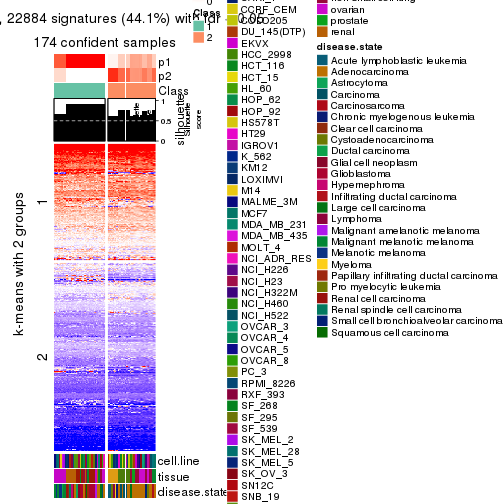 , 22884 signatures (44.1%) with fdr < 0.05
174 confident samples
p1
p2
Class
1
0.5
0
silhouette
score
1
2
k-means with 2 groups
cell.line
tissue
disease.state
Class
1
2
CCRF_CEM
COLO205
DU_145(DTP)
EKVX
HCC_2998
HCT_116
HCT_15
HL_60
HOP_62
HOP_92
HS578T
HT29
IGROV1
K_562
KM12
LOXIMVI
M14
MALME_3M
MCF7
MDA_MB_231
MDA_MB_435
MOLT_4
NCI_ADR_RES
NCI_H226
NCI_H23
NCI_H322M
NCI_H460
NCI_H522
OVCAR_3
OVCAR_4
OVCAR_5
OVCAR_8
PC_3
RPMI_8226
RXF_393
SF_268
SF_295
SF_539
SK_MEL_2
SK_MEL_28
SK_MEL_5
SK_OV_3
SN12C
SNB_19
ovarian
prostate
renal
disease.state
Acute lymphoblastic leukemia
Adenocarcinoma
Astrocytoma
Carcinoma
Carcinosarcoma
Chronic myelogenous leukemia
Clear cell carcinoma
Cystoadenocarcinoma
Ductal carcinoma
Glial cell neoplasm
Glioblastoma
Hypernephroma
Infiltrating ductal carcinoma
Large cell carcinoma
Lymphoma
Malignant amelanotic melanoma
Malignant melanotic melanoma
Melanotic melanoma
Myeloma
Papillary infiltrating ductal carcinoma
Pro myelocytic leukemia
Renal cell carcinoma
Renal spindle cell carcinoma
Small cell bronchioalveolar carcinoma
Squamous cell carcinoma